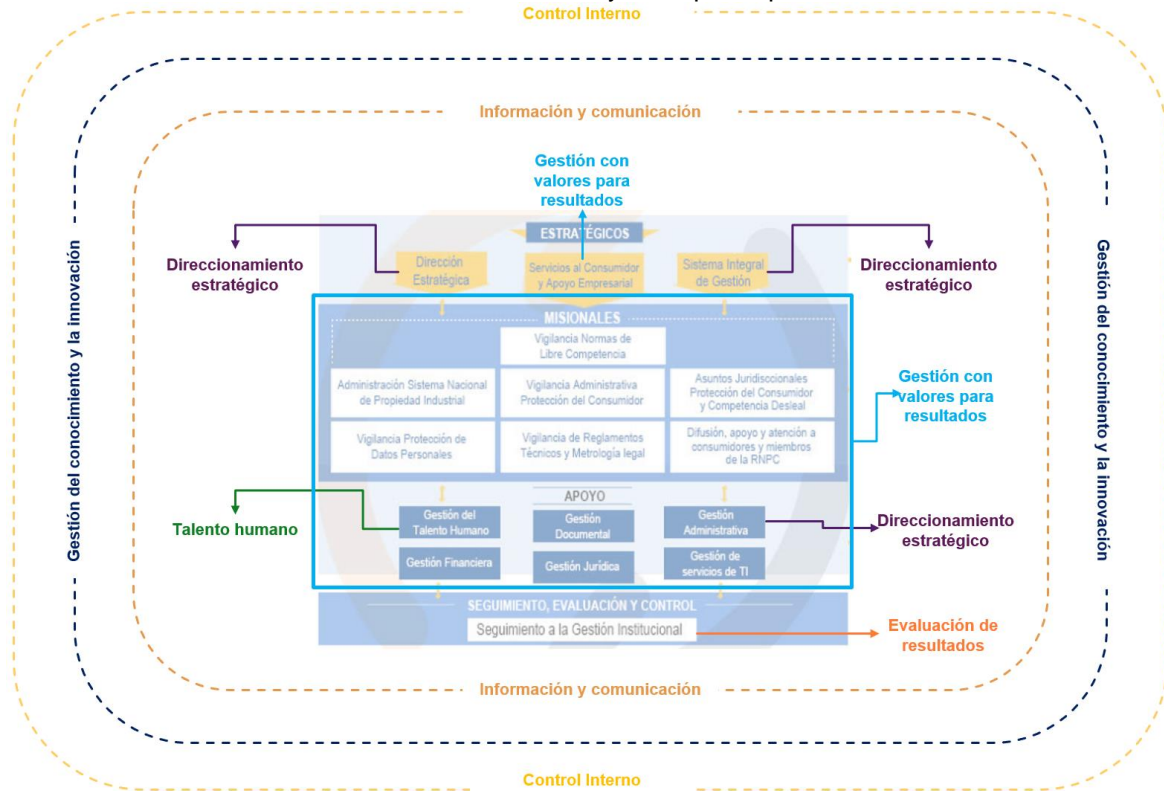 Control Interno
Información y comunicación
Gestión con
valores para
resultados
ESTRATÉGICOS
Direccionamiento
estratégico
Dirección
Estratégica
Servicios al Consumidor
y Apoyo Empresarial
Sistema Integral
de Gestión
Direccionamiento
estratégico
Gestión del conocimiento y la innovación
MISIONALES
Vigilancia Normas de
Libre Competencia
Administración Sistema Nacional
de Propiedad Industrial
Vigilancia Administrativa
Protección del Consumidor
Asuntos Jurisdiccionales
Protección del Consumidor
y Competencia Desleal
Vigilancia Protección de
Datos Personales
Vigilancia de Reglamentos
Técnicos y Metrología legal
Difusión, apoyo y atención a
consumidores y miembros
de la RNPC
Gestión con
valores para
resultados
Gestión del conocimiento y la innovación
APOYO
Talento humano
Gestión del
Talento Humano
Gestión
Documental
Gestión
Administrativa
Direccionamiento
estratégico
Gestión Financiera
Gestión Jurídica
Gestión de
servicios de TI
SEGUIMIENTO, EVALUACIÓN Y CONTROL
Seguimiento a la Gestión Institucional
Evaluación de
resultados
Información y comunicación
Control Interno